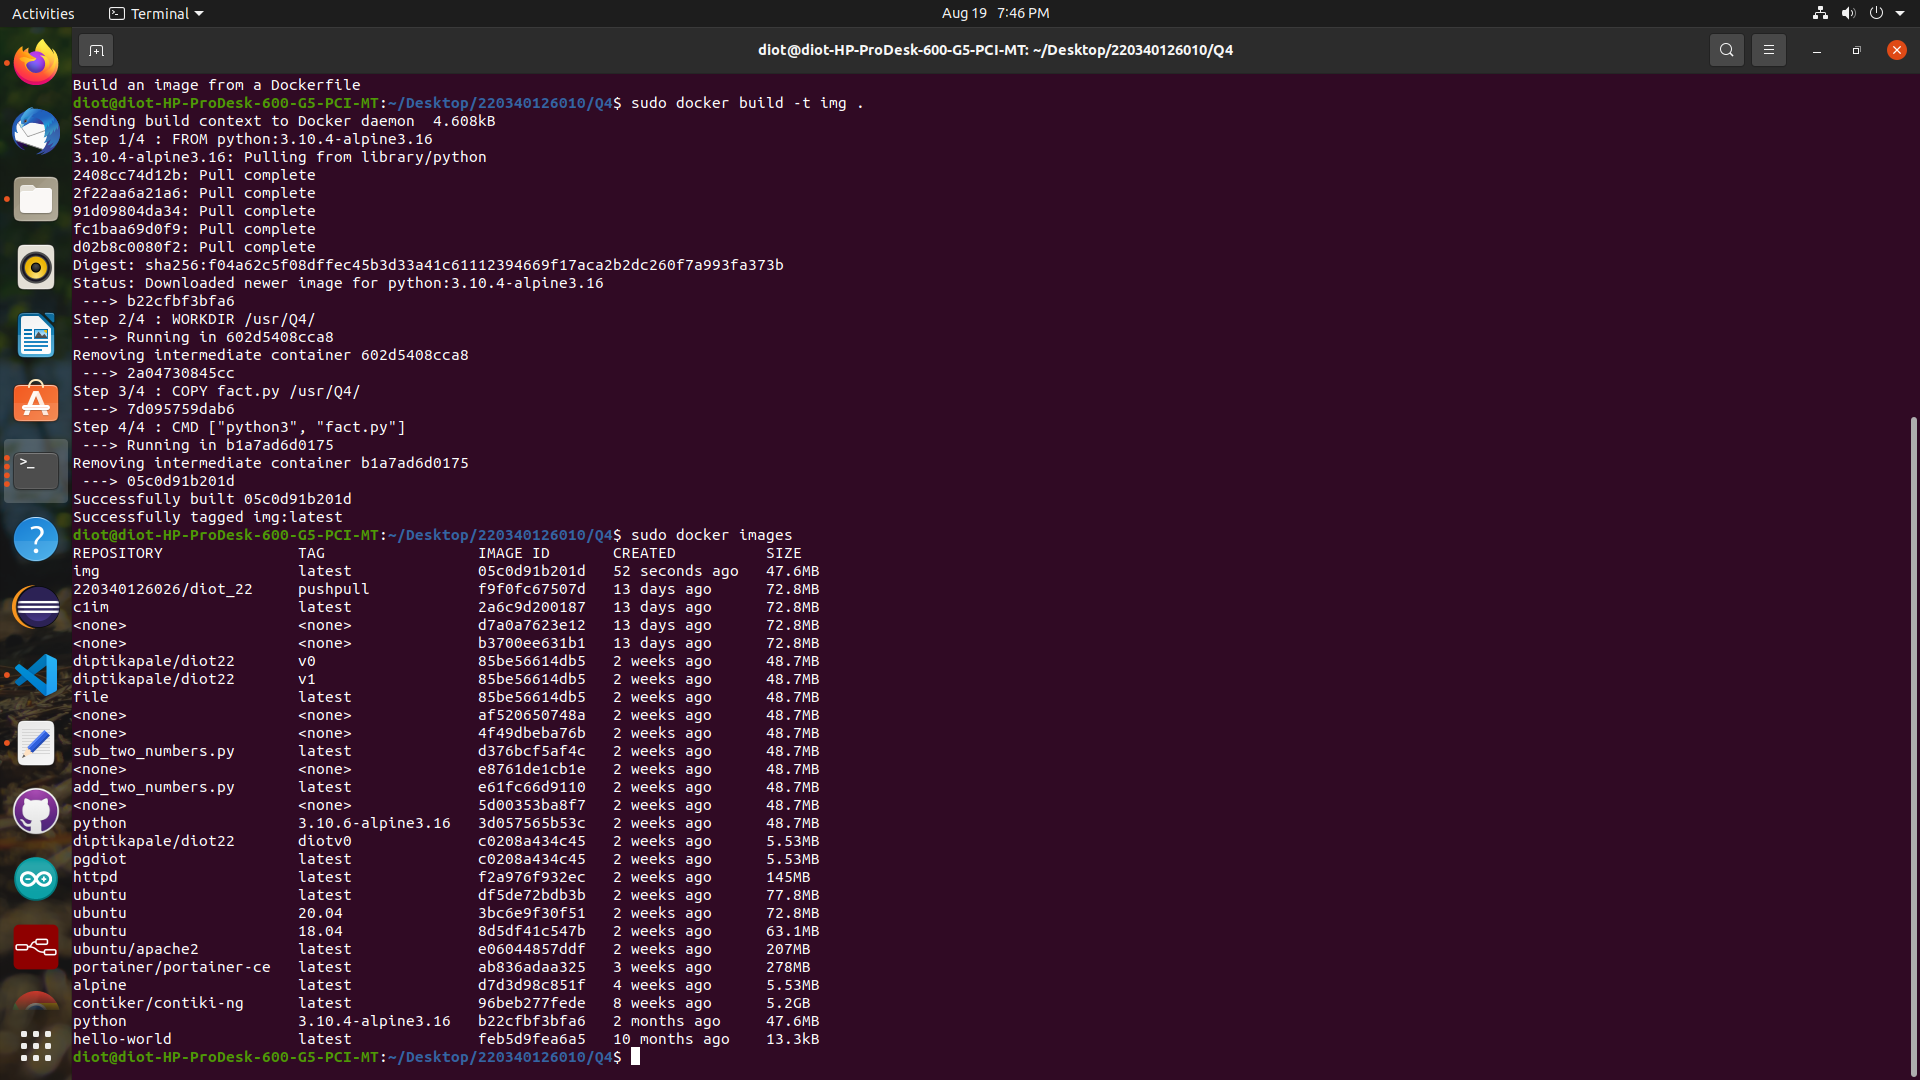 Activities Terminal Aug 19 7:46 PM
diot@diot-HP-ProDesk-600-G5-PCI-MT: ~/Desktop/220340126010/Q4
Build an image from a Dockerfile
diot@diot-HP-ProDesk-600-G5-PCI-MT:~/Desktop/220340126010/Q4$ sudo docker build -t img .
Sending build context to Docker daemon  4.608kB
Step 1/4 : FROM python:3.10.4-alpine3.16
3.10.4-alpine3.16: Pulling from library/python
2408cc74d12b: Pull complete
2f22aa6a21a6: Pull complete
91d09804da34: Pull complete
fc1baa69d0f9: Pull complete
d02b8c0080f2: Pull complete
Digest: sha256:f04a62c5f08dffec45b3d33a41c61112394669f17aca2b2dc260f7a993fa373b
Status: Downloaded newer image for python:3.10.4-alpine3.16
 ---> b22cfbf3bfa6
Step 2/4 : WORKDIR /usr/Q4/
 ---> Running in 602d5408cca8
Removing intermediate container 602d5408cca8
 ---> 2a04730845cc
Step 3/4 : COPY fact.py /usr/Q4/
 ---> 7d095759dab6
Step 4/4 : CMD ["python3", "fact.py"]
 ---> Running in b1a7ad6d0175
Removing intermediate container b1a7ad6d0175
 ---> 05c0d91b201d
Successfully built 05c0d91b201d
Successfully tagged img:latest
diot@diot-HP-ProDesk-600-G5-PCI-MT:~/Desktop/220340126010/Q4$ sudo docker images
REPOSITORY               TAG                 IMAGE ID       CREATED          SIZE
img                      latest              05c0d91b201d   52 seconds ago   47.6MB
220340126026/diot_22     pushpull            f9f0fc67507d   13 days ago      72.8MB
c1im                     latest              2a6c9d200187   13 days ago      72.8MB
<none>                   <none>              d7a0a7623e12   13 days ago      72.8MB
<none>                   <none>              b3700ee631b1   13 days ago      72.8MB
diptikapale/diot22       v0                  85be56614db5   2 weeks ago      48.7MB
diptikapale/diot22       v1                  85be56614db5   2 weeks ago      48.7MB
file                     latest              85be56614db5   2 weeks ago      48.7MB
<none>                   <none>              af520650748a   2 weeks ago      48.7MB
<none>                   <none>              4f49dbeba76b   2 weeks ago      48.7MB
sub_two_numbers.py       latest              d376bcf5af4c   2 weeks ago      48.7MB
<none>                   <none>              e8761de1cb1e   2 weeks ago      48.7MB
add_two_numbers.py       latest              e61fc66d9110   2 weeks ago      48.7MB
<none>                   <none>              5d00353ba8f7   2 weeks ago      48.7MB
python                   3.10.6-alpine3.16   3d057565b53c   2 weeks ago      48.7MB
diptikapale/diot22       diotv0              c0208a434c45   2 weeks ago      5.53MB
pgdiot                   latest              c0208a434c45   2 weeks ago      5.53MB
httpd                    latest              f2a976f932ec   2 weeks ago      145MB
ubuntu                   latest              df5de72bdb3b   2 weeks ago      77.8MB
ubuntu                   20.04               3bc6e9f30f51   2 weeks ago      72.8MB
ubuntu                   18.04               8d5df41c547b   2 weeks ago      63.1MB
ubuntu/apache2           latest              e06044857ddf   2 weeks ago      207MB
portainer/portainer-ce   latest              ab836adaa325   3 weeks ago      278MB
alpine                   latest              d7d3d98c851f   4 weeks ago      5.53MB
contiker/contiki-ng      latest              96beb277fede   8 weeks ago      5.2GB
python                   3.10.4-alpine3.16   b22cfbf3bfa6   2 months ago     47.6MB
hello-world              latest              feb5d9fea6a5   10 months ago    13.3kB
diot@diot-HP-ProDesk-600-G5-PCI-MT:~/Desktop/220340126010/Q4$